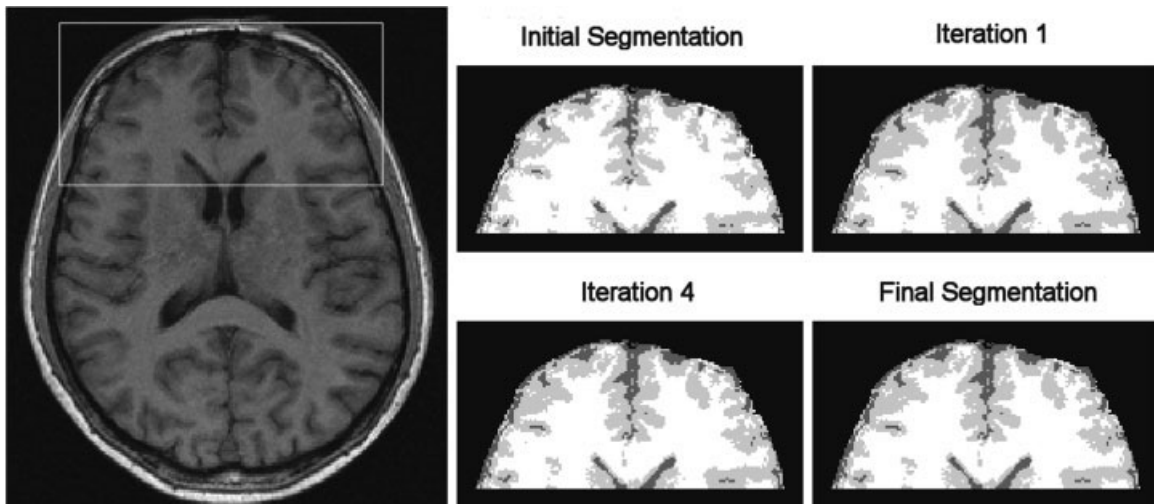 Initial Segmentation
Iteration 1
Iteration 4
Final Segmentation